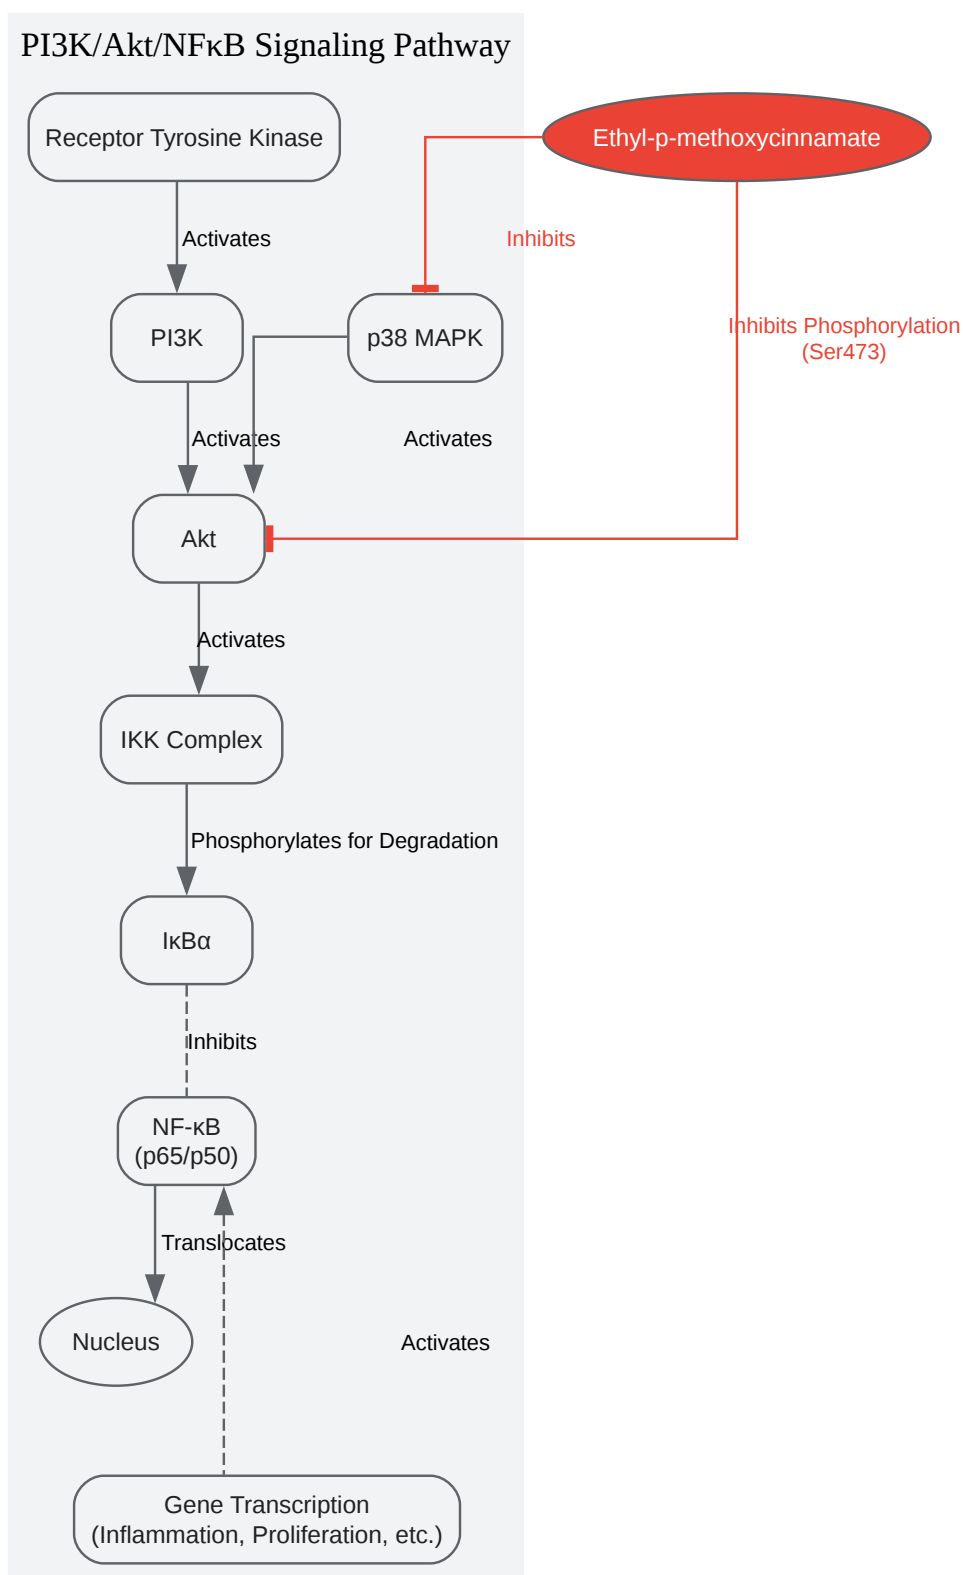 PI3K/Akt/NFκB Signaling Pathway
Receptor Tyrosine Kinase
Ethyl-p-methoxycinnamate
Activates
Inhibits
PI3K
p38 MAPK
Inhibits Phosphorylation
(Ser473)
Activates
Activates
Akt
Activates
IKK Complex
Phosphorylates for Degradation
IκBα
Inhibits
NF-κB
(p65/p50)
Translocates
Nucleus
Activates
Gene Transcription
(Inflammation, Proliferation, etc.)